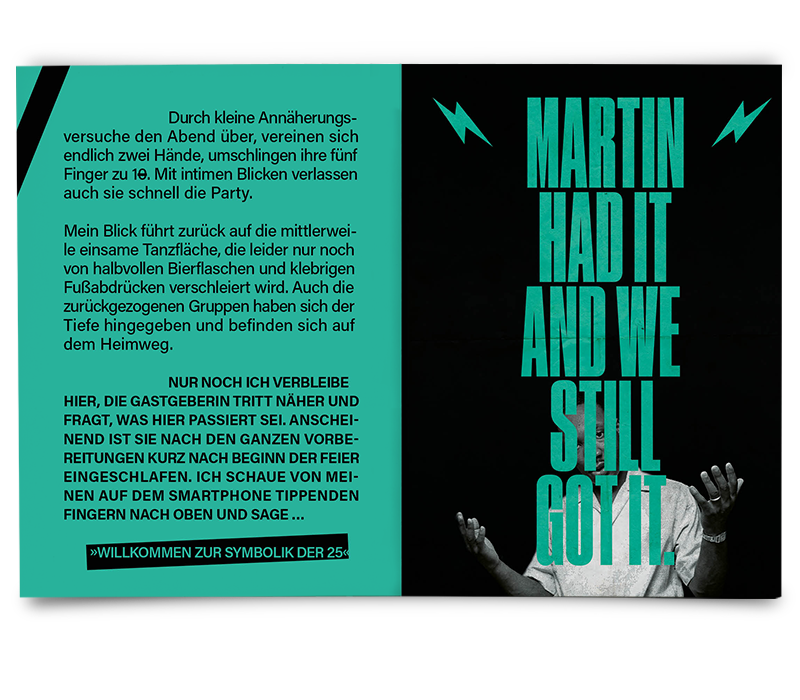 Durch kleine Annäherungs-
versuche den Abend über, vereinen sich
endlich zwei Hände, umschlingen ihre fünf
Finger zu 10. Mit intimen Blicken verlassen
auch sie schnell die Party.
Mein Blick führt zurück auf die mittlerwei-
le einsame Tanzfläche, die leider nur noch
von halbvollen Bierflaschen und klebrigen
Fußabdrücken verschleiert wird. Auch die
zurückgezogenen Gruppen haben sich der
Tiefe hingegeben und befinden sich auf
dem Heimweg.
NUR NOCH ICH VERBLEIBE
HIER, DIE GASTGEBERIN TRITT NÄHER UND
FRAGT, WAS HIER PASSIERT SEI. ANSCHEI-
NEND IST SIE NACH DEN GANZEN VORBE-
REITUNGEN KURZ NACH BEGINN DER FEIER
EINGESCHLAFEN. ICH SCHAUE VON MEI-
NEN AUF DEM SMARTPHONE TIPPENDEN
FINGERN NACH OBEN UND SAGE ...
»WILLKOMMEN ZUR SYMBOLIK DER 25«
MARTIN
HAD IT
AND WE
STILL
GOT IT.